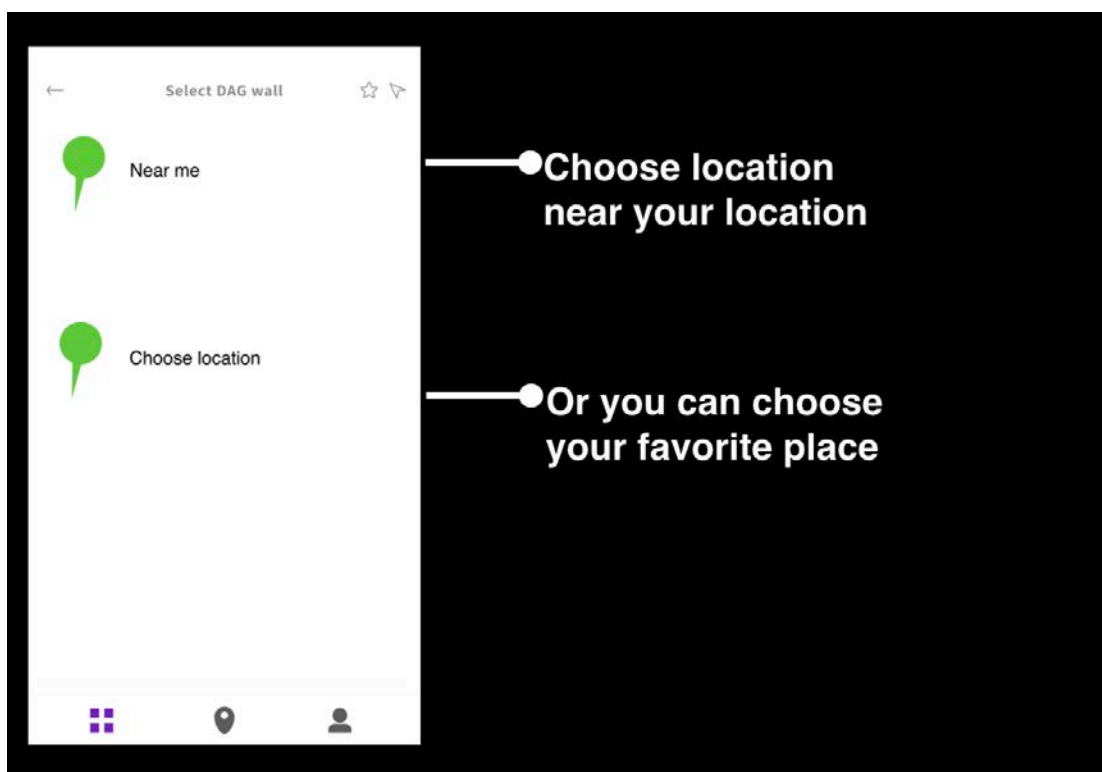 Select DAG wall
Near me
Choose location
near your location
Choose location
Or you can choose
your favorite place